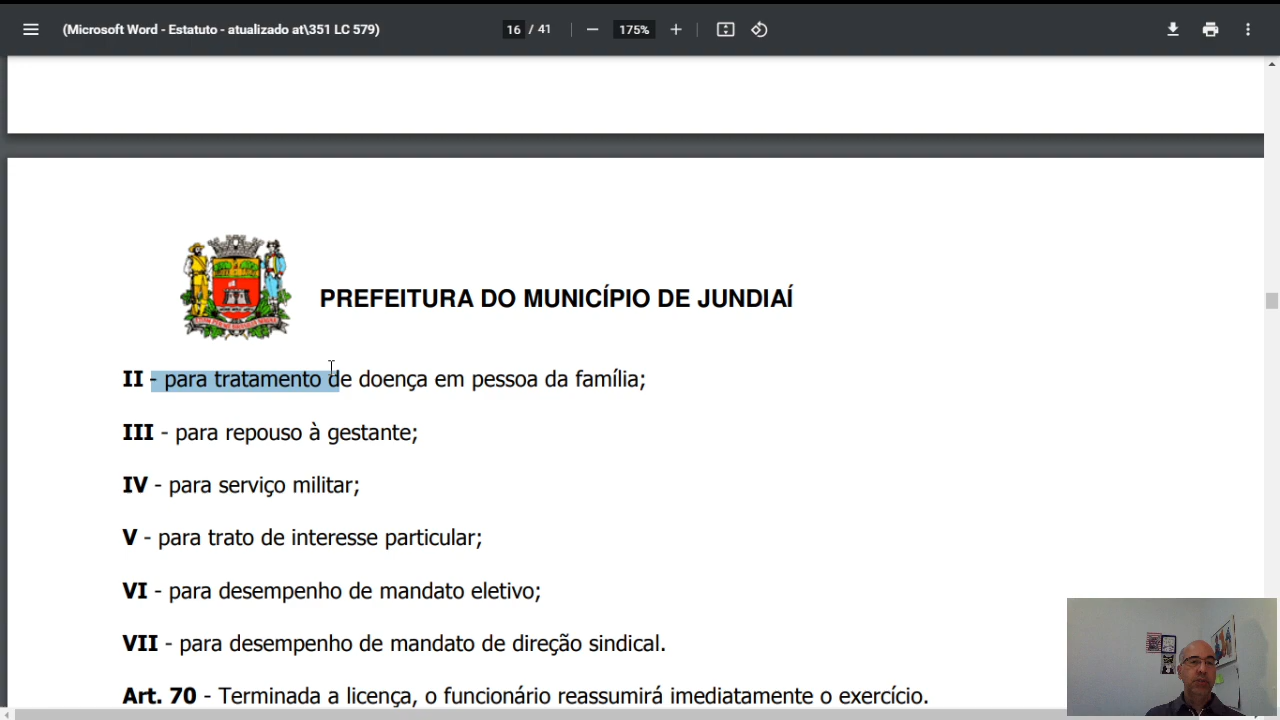 (Microsoft Word - Estatuto - atualizado at\351 LC 579)
16 / 41
175%
PREFEITURA DO MUNICÍPIO DE JUNDIAÍ
II - para tratamento de doença em pessoa da família;
III - para repouso à gestante;
IV - para serviço militar;
V - para trato de interesse particular;
VI - para desempenho de mandato eletivo;
VII - para desempenho de mandato de direção sindical.
Art. 70 - Terminada a licença, o funcionário reassumirá imediatamente o exercício.